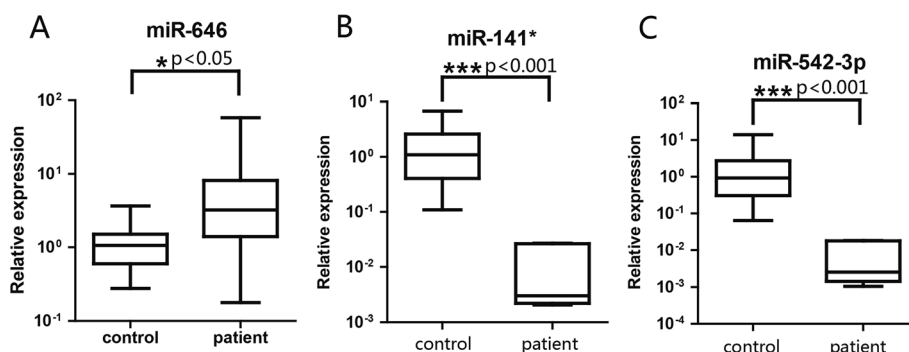 A
miR-646
* p<0.05
Relative expression
10²
10¹
10⁰
10⁻¹
control
patient
B
miR-141*
*** p<0.001
Relative expression
10¹
10⁰
10⁻¹
10⁻²
10⁻³
control
patient
C
miR-542-3p
*** p<0.001
Relative expression
10²
10¹
10⁰
10⁻¹
10⁻²
10⁻³
10⁻⁴
control
patient